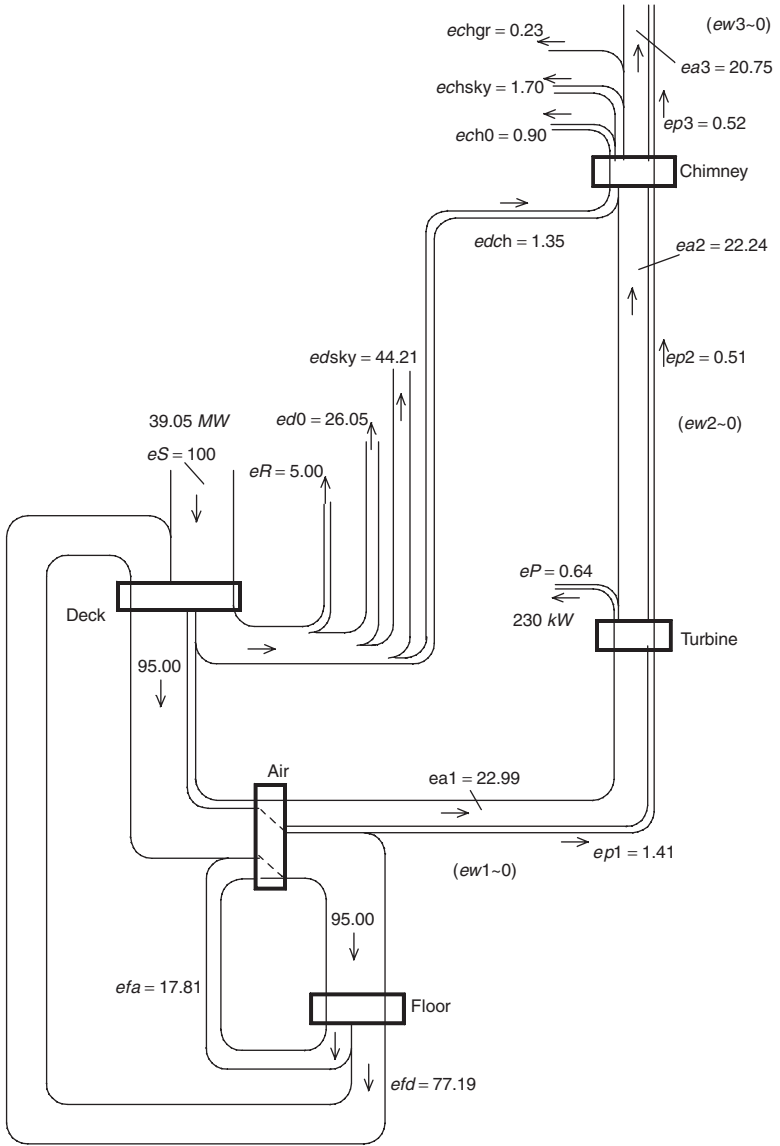 echgr = 0.23
(ew3~0)
ea3 = 20.75
echsky = 1.70
ep3 = 0.52
ech0 = 0.90
Chimney
edch = 1.35
ea2 = 22.24
edsky = 44.21
ep2 = 0.51
39.05 MW
ed0 = 26.05
(ew2~0)
eS = 100
eR = 5.00
eP = 0.64
230 kW
Deck
Turbine
95.00
Air
ea1 = 22.99
ep1 = 1.41
(ew1~0)
95.00
efa = 17.81
Floor
efd = 77.19